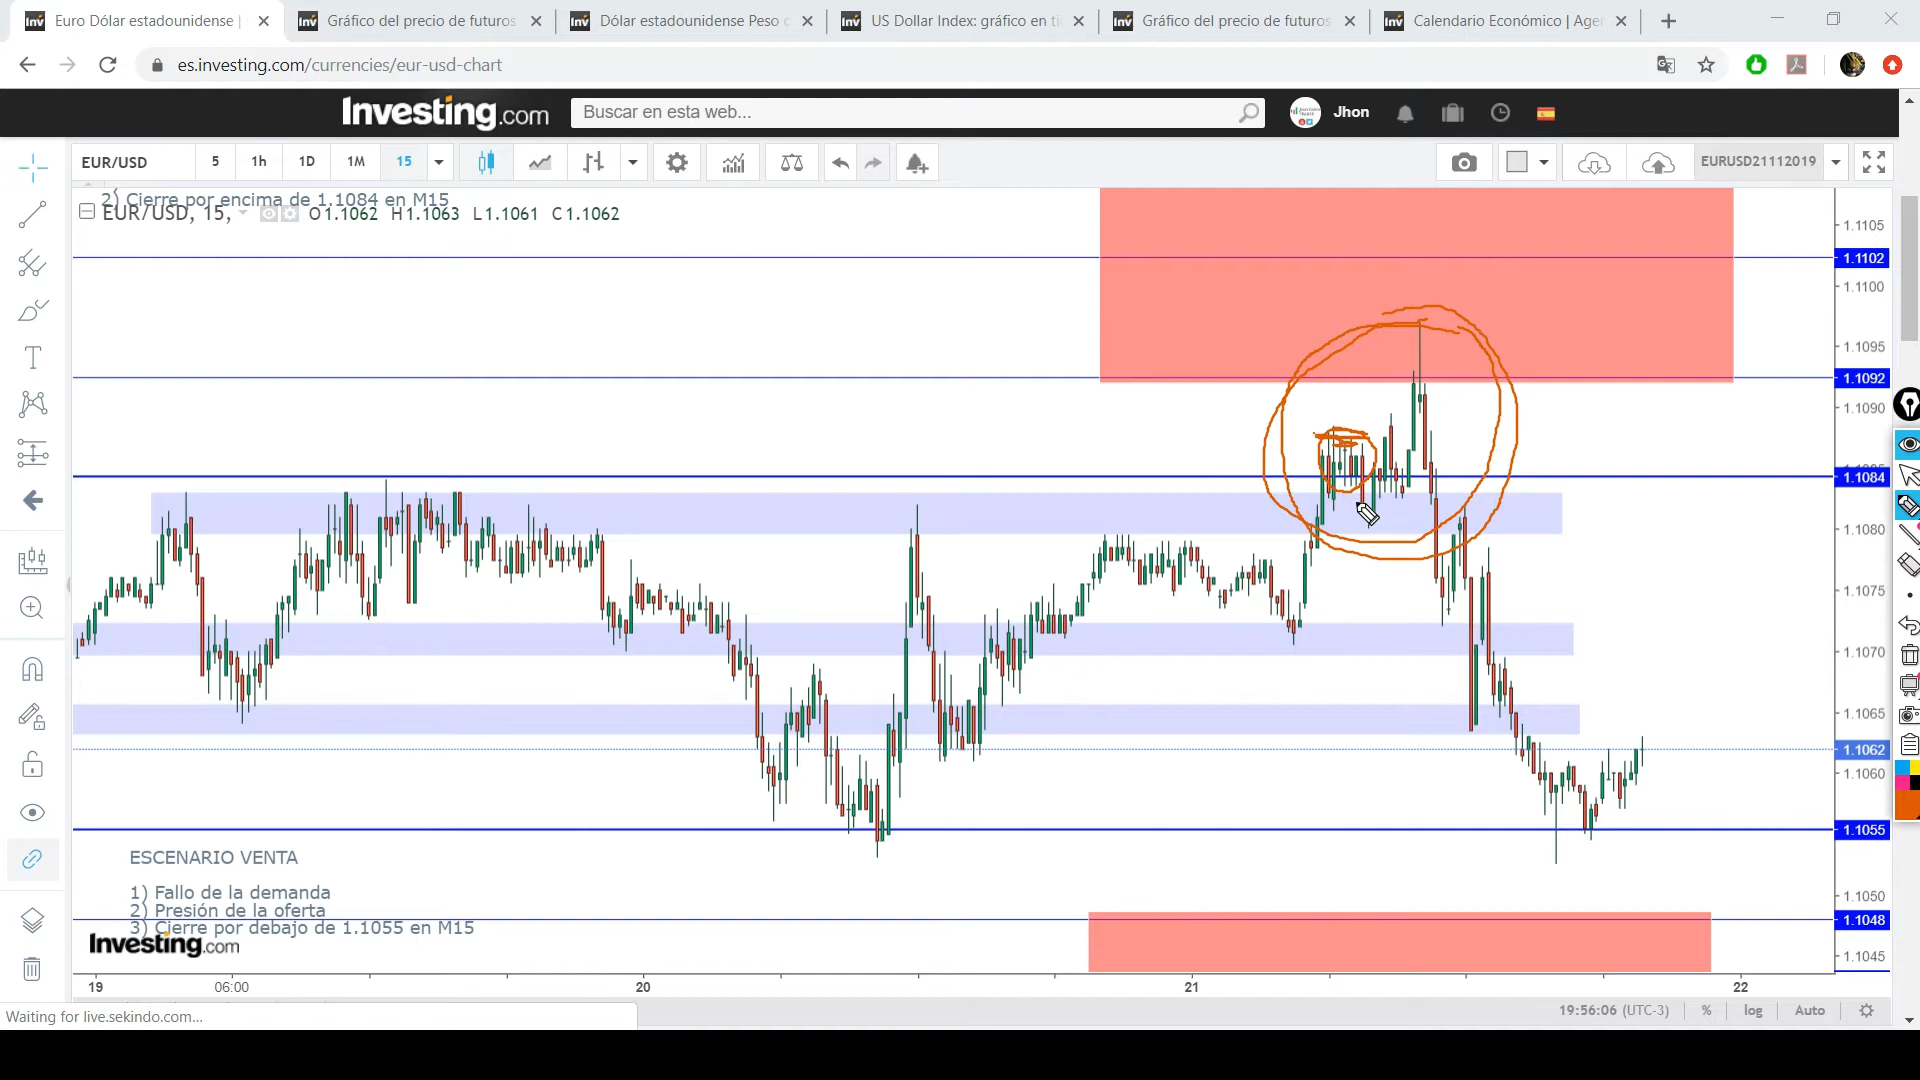 Euro Dólar estadounidense |
Gráfico del precio de futuros
Dólar estadounidense Peso c
US Dollar Index: gráfico en ti
Gráfico del precio de futuros
Calendario Económico | Age
es.investing.com/currencies/eur-usd-chart
Investing.com
Buscar en esta web...
Jhon
EUR/USD
5
1h
1D
1M
15
EURUSD21112019
2) Cierre por encima de 1.1084 en M15
EUR/USD, 15,
O1.1062 H1.1063 L1.1061 C1.1062
1.1105
1.1102
1.1100
1.1095
1.1092
1.1090
1.1084
1.1080
1.1075
1.1070
1.1065
1.1062
1.1060
1.1055
1.1050
1.1048
1.1045
ESCENARIO VENTA
1) Fallo de la demanda
2) Presión de la oferta
3) Cierre por debajo de 1.1055 en M15
Investing.com
19
06:00
20
21
22
Waiting for live.sekindo.com...
19:56:06 (UTC-3)
%
log
Auto